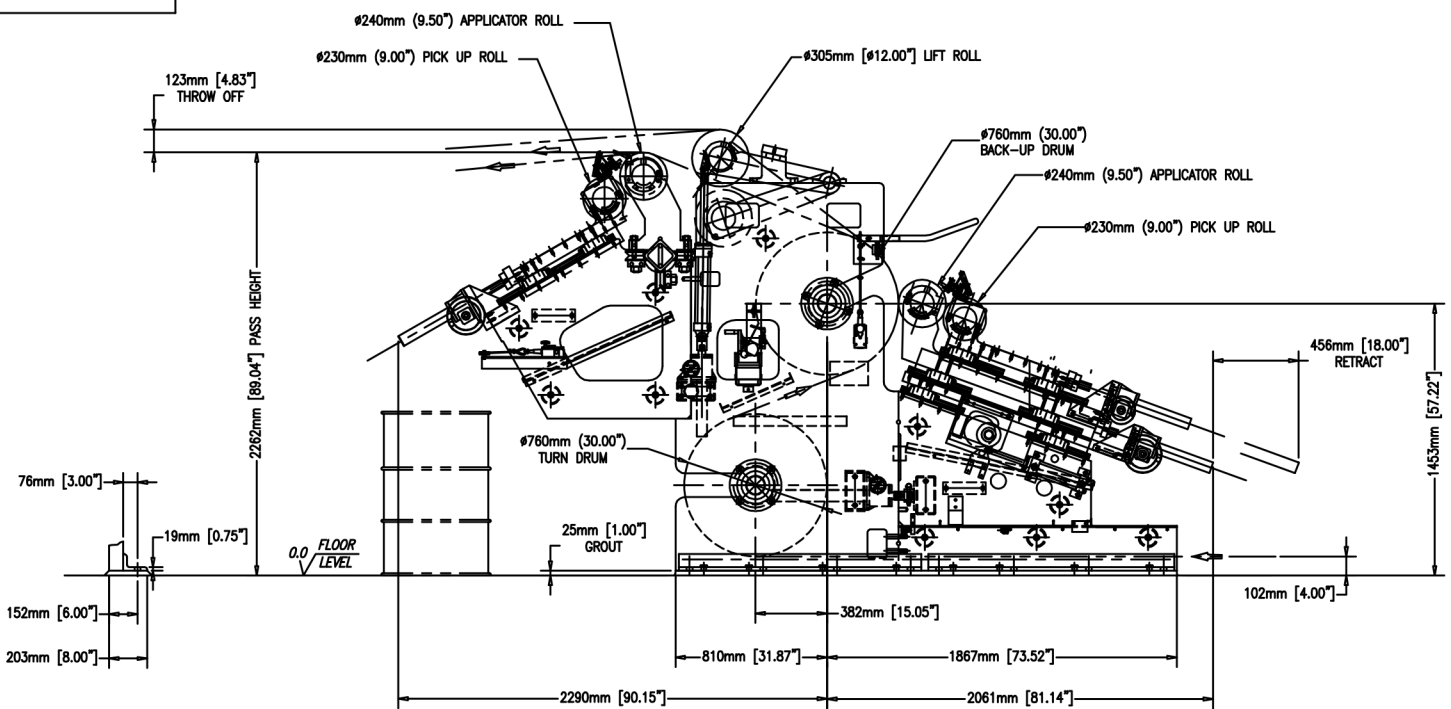 ø240mm (9.50") APPLICATOR ROLL
ø230mm (9.00") PICK UP ROLL
ø305mm [ø12.00"] LIFT ROLL
123mm [4.83"]
THROW OFF
ø760mm (30.00")
BACK-UP DRUM
ø240mm (9.50") APPLICATOR ROLL
ø230mm (9.00") PICK UP ROLL
2262mm [89.04"] PASS HEIGHT
456mm [18.00"]
RETRACT
1453mm [57.22"]
ø760mm (30.00")
TURN DRUM
76mm [3.00"]
19mm [0.75"]
0.0 FLOOR
LEVEL
25mm [1.00"]
GROUT
102mm [4.00"]
152mm [6.00"]
382mm [15.05"]
203mm [8.00"]
810mm [31.87"]
1867mm [73.52"]
2290mm [90.15"]
2061mm [81.14"]